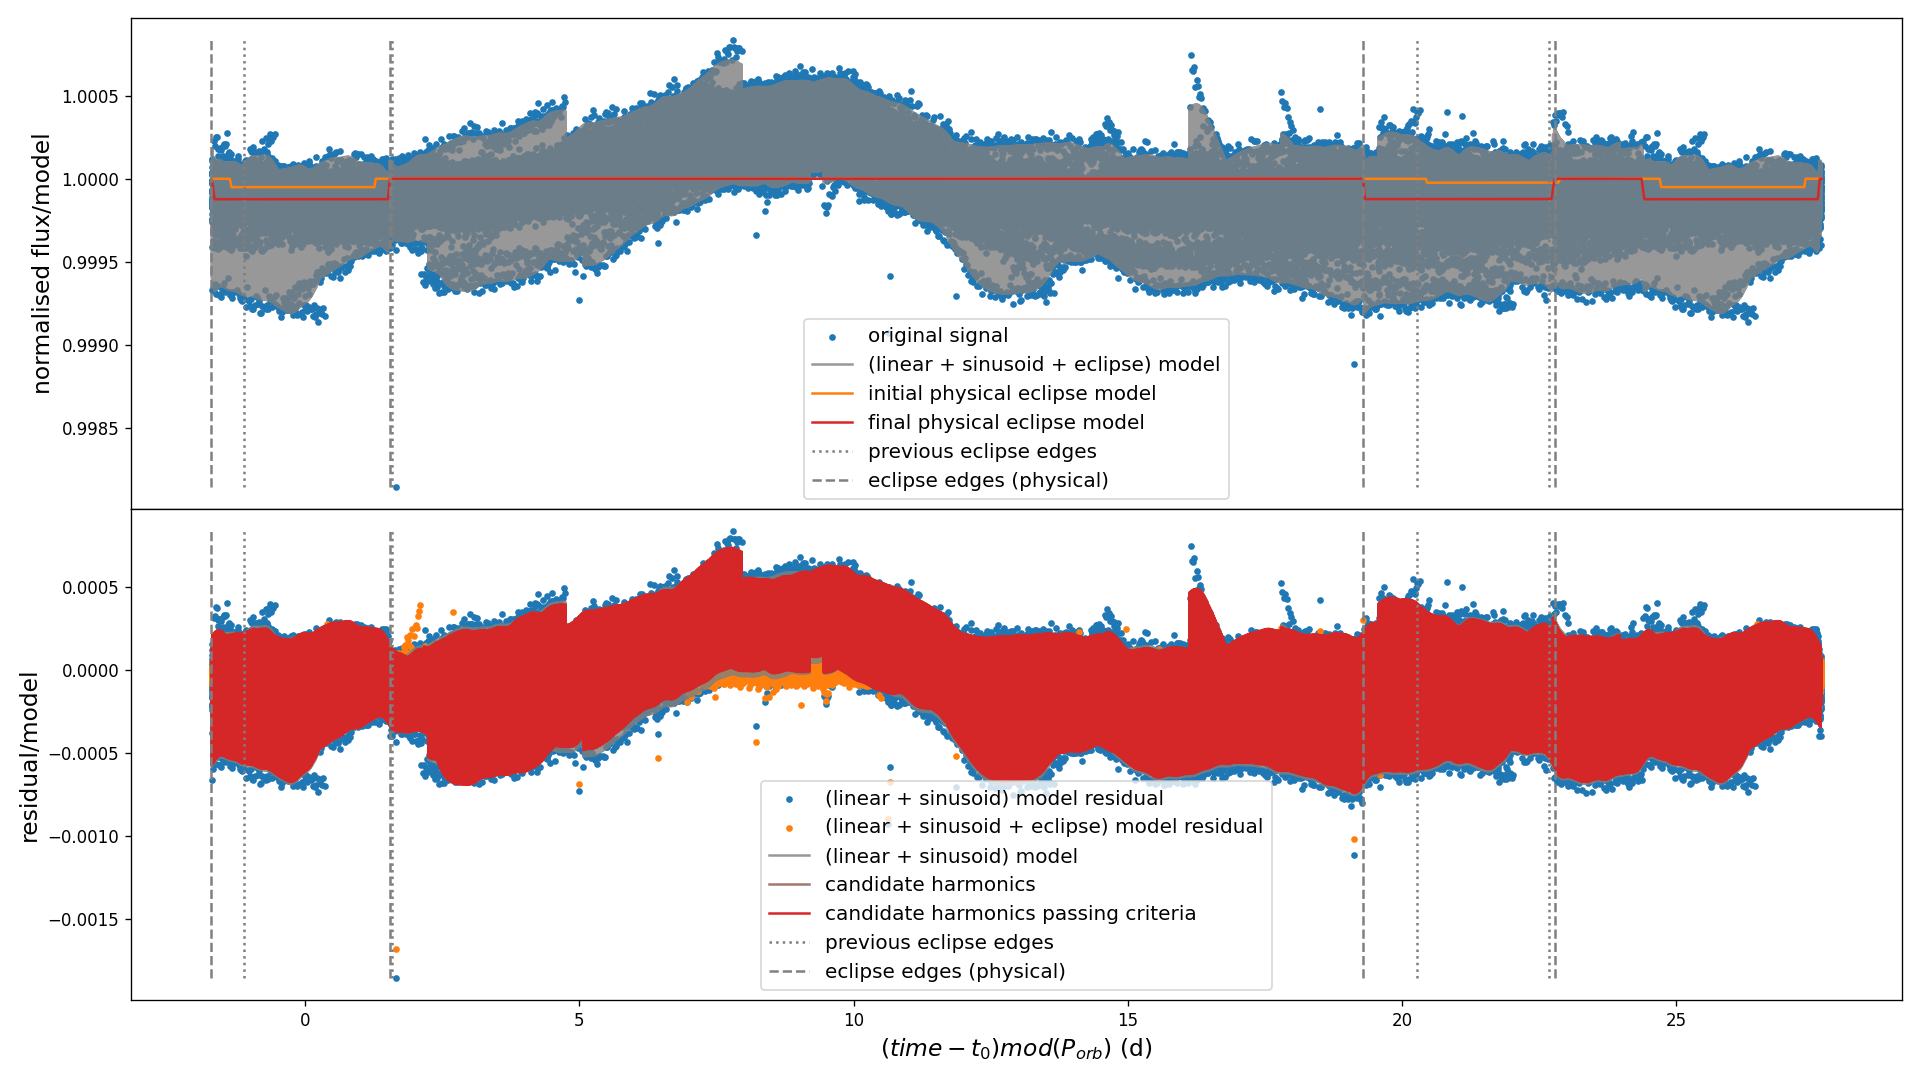 normalised flux/model
1.0005
1.0000
0.9995
0.9990
0.9985
original signal
(linear + sinusoid + eclipse) model
initial physical eclipse model
final physical eclipse model
previous eclipse edges
eclipse edges (physical)
residual/model
0.0005
0.0000
−0.0005
−0.0010
−0.0015
(linear + sinusoid) model residual
(linear + sinusoid + eclipse) model residual
(linear + sinusoid) model
candidate harmonics
candidate harmonics passing criteria
previous eclipse edges
eclipse edges (physical)
0 5 10 15 20 25
(time − t₀)mod(P_orb) (d)